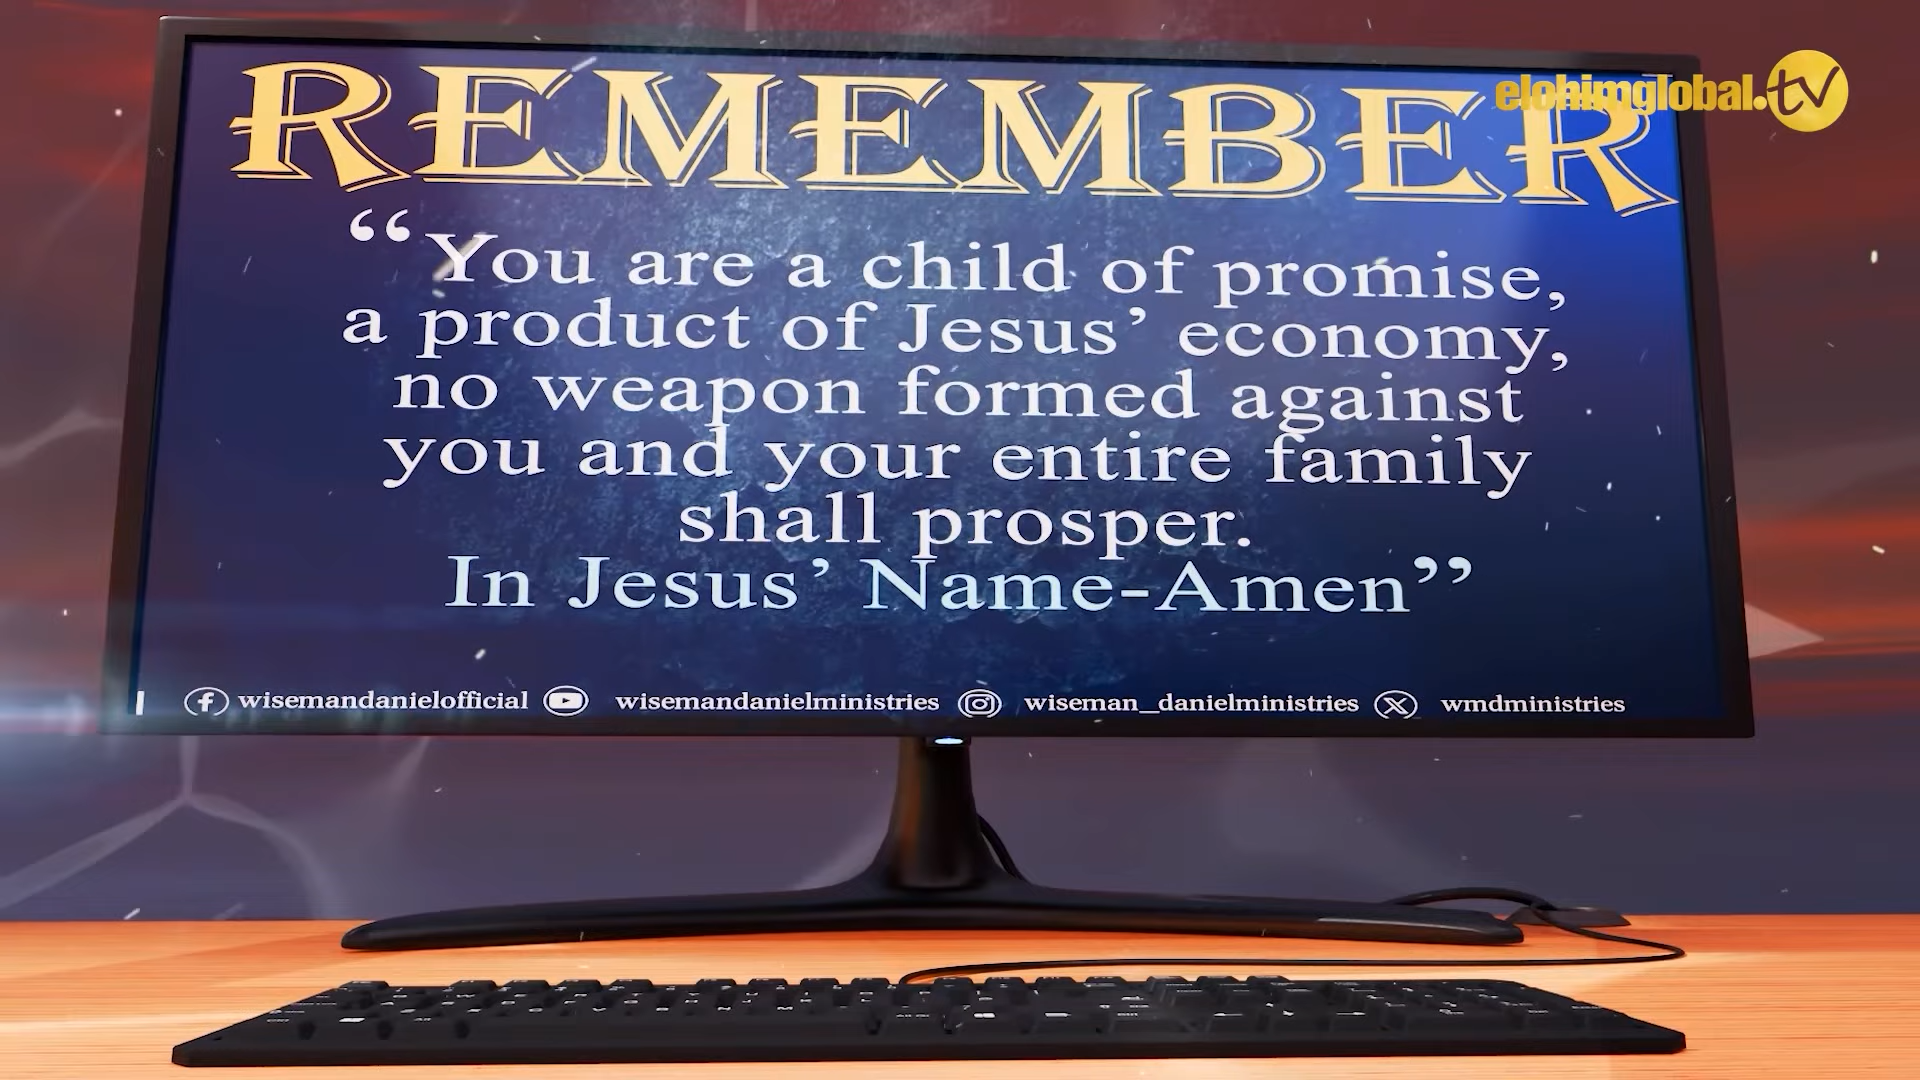 elohimglobal.tv
REMEMBER
“You are a child of promise,
a product of Jesus’ economy,
no weapon formed against
you and your entire family
shall prosper.
In Jesus’ Name-Amen”
wisemandanielofficial wisemandanielministries wiseman_danielministries wmdministries